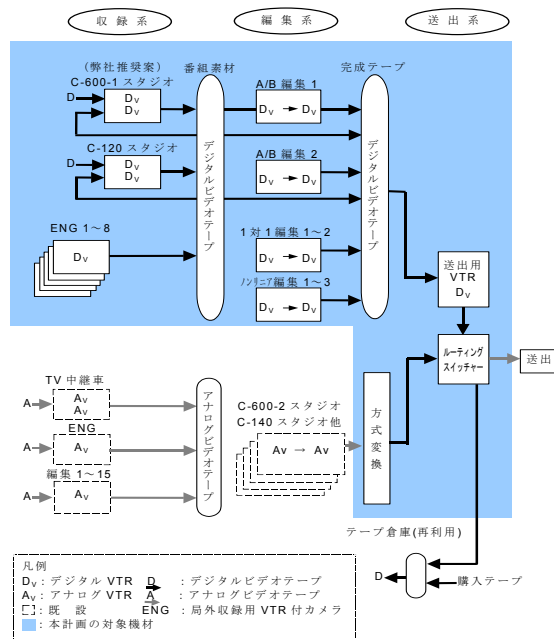 収 録 系
編 集 系
送 出 系
(弊社推奨案)
番組素材
完成テープ
C-600-1 スタジオ
A/B 編集 1
D
DV
DV
DV → DV
C-120 スタジオ
A/B 編集 2
D
DV
DV
DV → DV
デジタルビデオテープ
デジタルビデオテープ
ENG 1～8
DV
1 対 1 編集 1～2
DV → DV
ノンリニア編集 1～3
DV → DV
送出用
VTR
DV
ルーティング
スイッチャー
送出
TV 中継車
A
AV
AV
ENG
A
AV
編集 1～15
A
AV
アナログビデオテープ
C-600-2 スタジオ
C-140 スタジオ他
AV → AV
方式変換
テープ倉庫(再利用)
D
購入テープ
凡例
DV : デジタル VTR D : デジタルビデオテープ
AV : アナログ VTR A : アナログビデオテープ
: 既 設 ENG : 局外収録用 VTR 付カメラ
: 本計画の対象機材